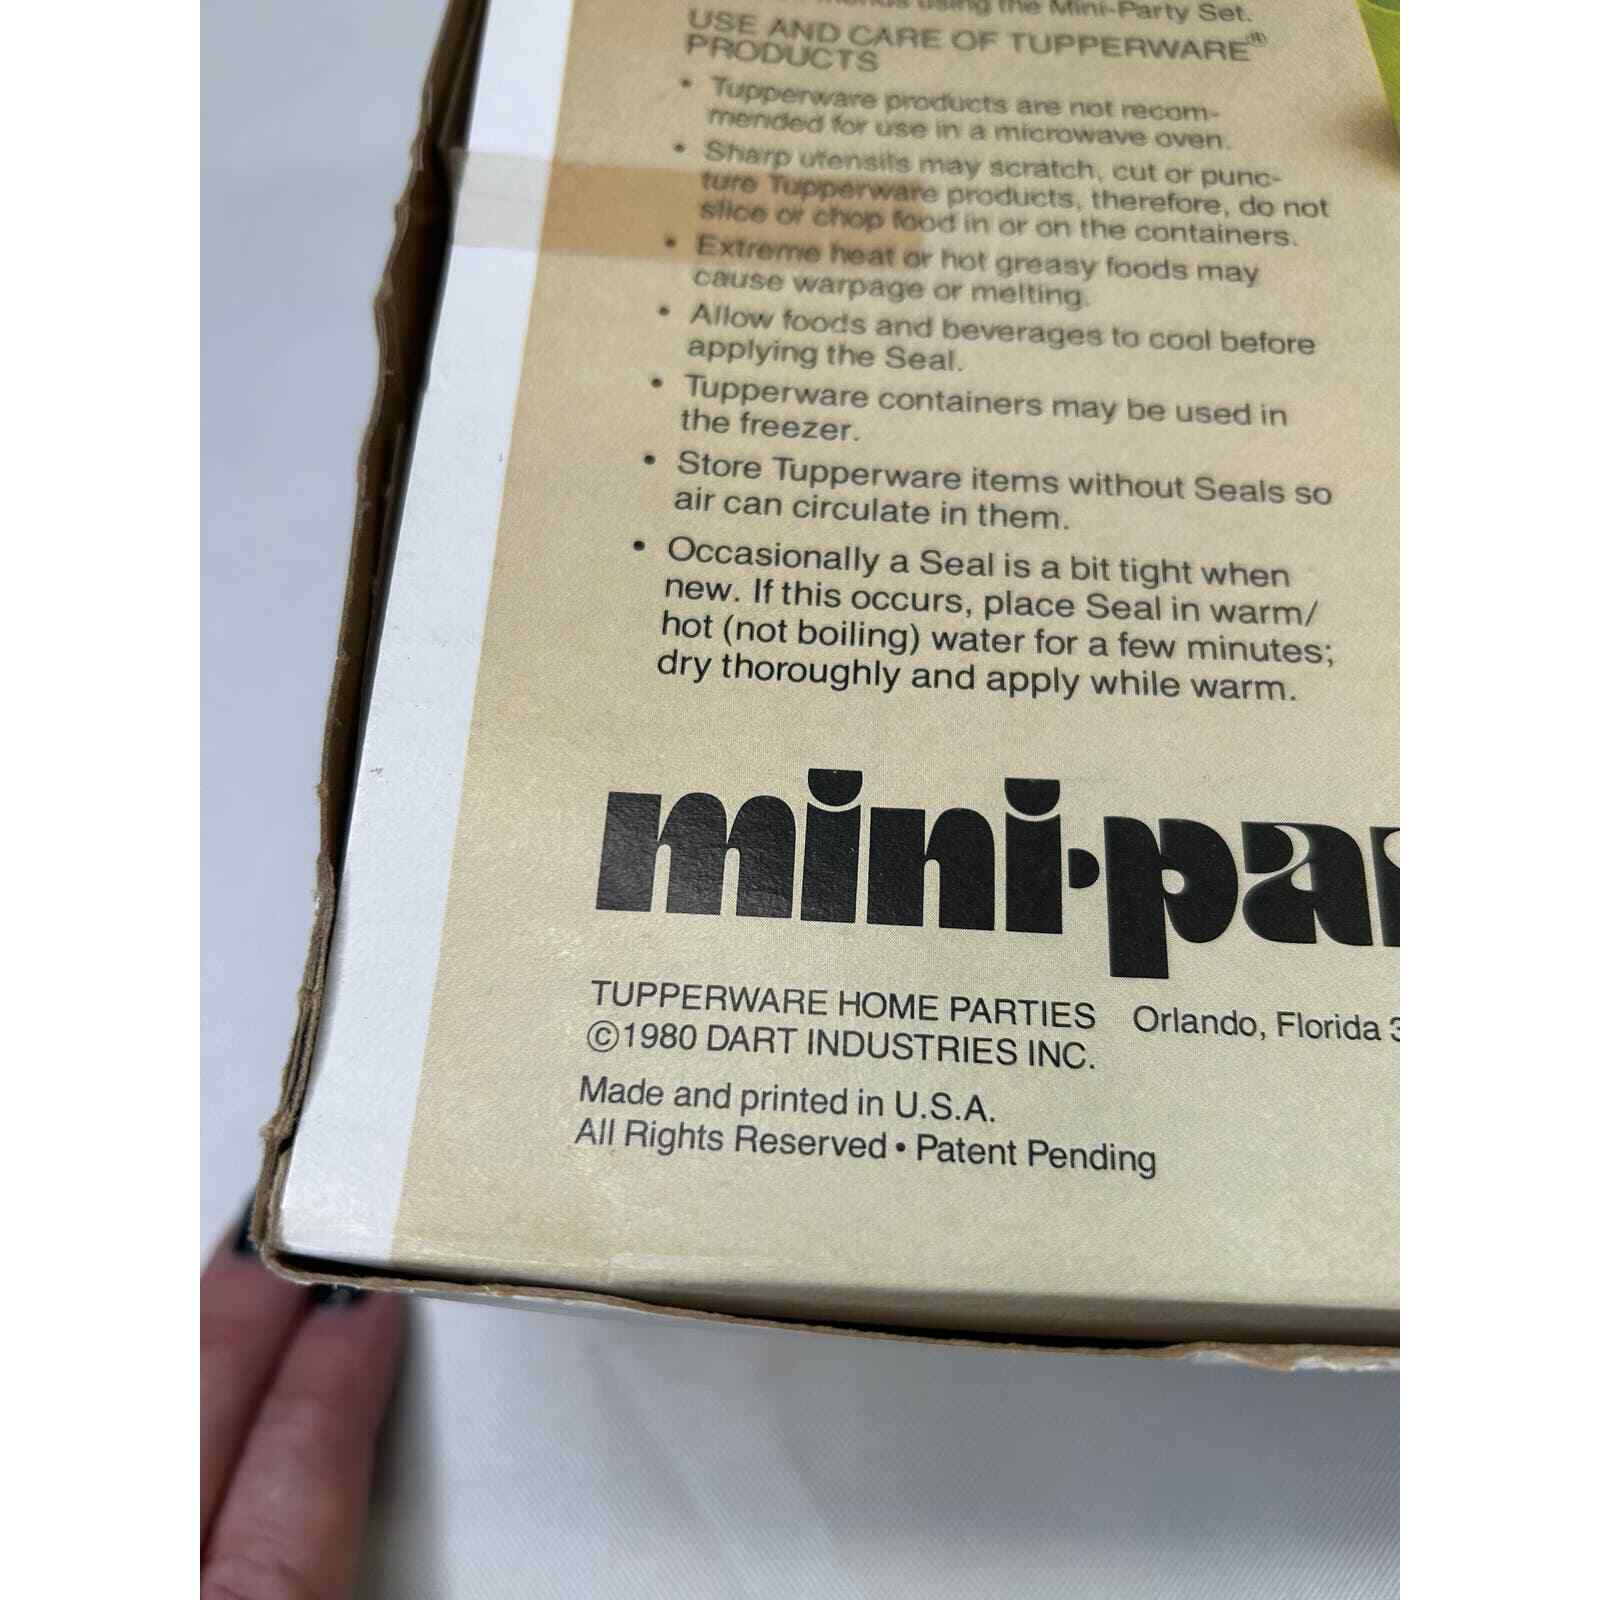 using the Mini-Party Set.
USE AND CARE OF TUPPERWARE®
PRODUCTS
• Tupperware products are not recom-
mended for use in a microwave oven.
• Sharp utensils may scratch, cut or punc-
ture Tupperware products, therefore, do not
slice or chop food in or on the containers.
• Extreme heat or hot greasy foods may
cause warpage or melting.
• Allow foods and beverages to cool before
applying the Seal.
• Tupperware containers may be used in
the freezer.
• Store Tupperware items without Seals so
air can circulate in them.
• Occasionally a Seal is a bit tight when
new. If this occurs, place Seal in warm/
hot (not boiling) water for a few minutes;
dry thoroughly and apply while warm.
mini·pa
TUPPERWARE HOME PARTIES Orlando, Florida 3
©1980 DART INDUSTRIES INC.
Made and printed in U.S.A.
All Rights Reserved • Patent Pending